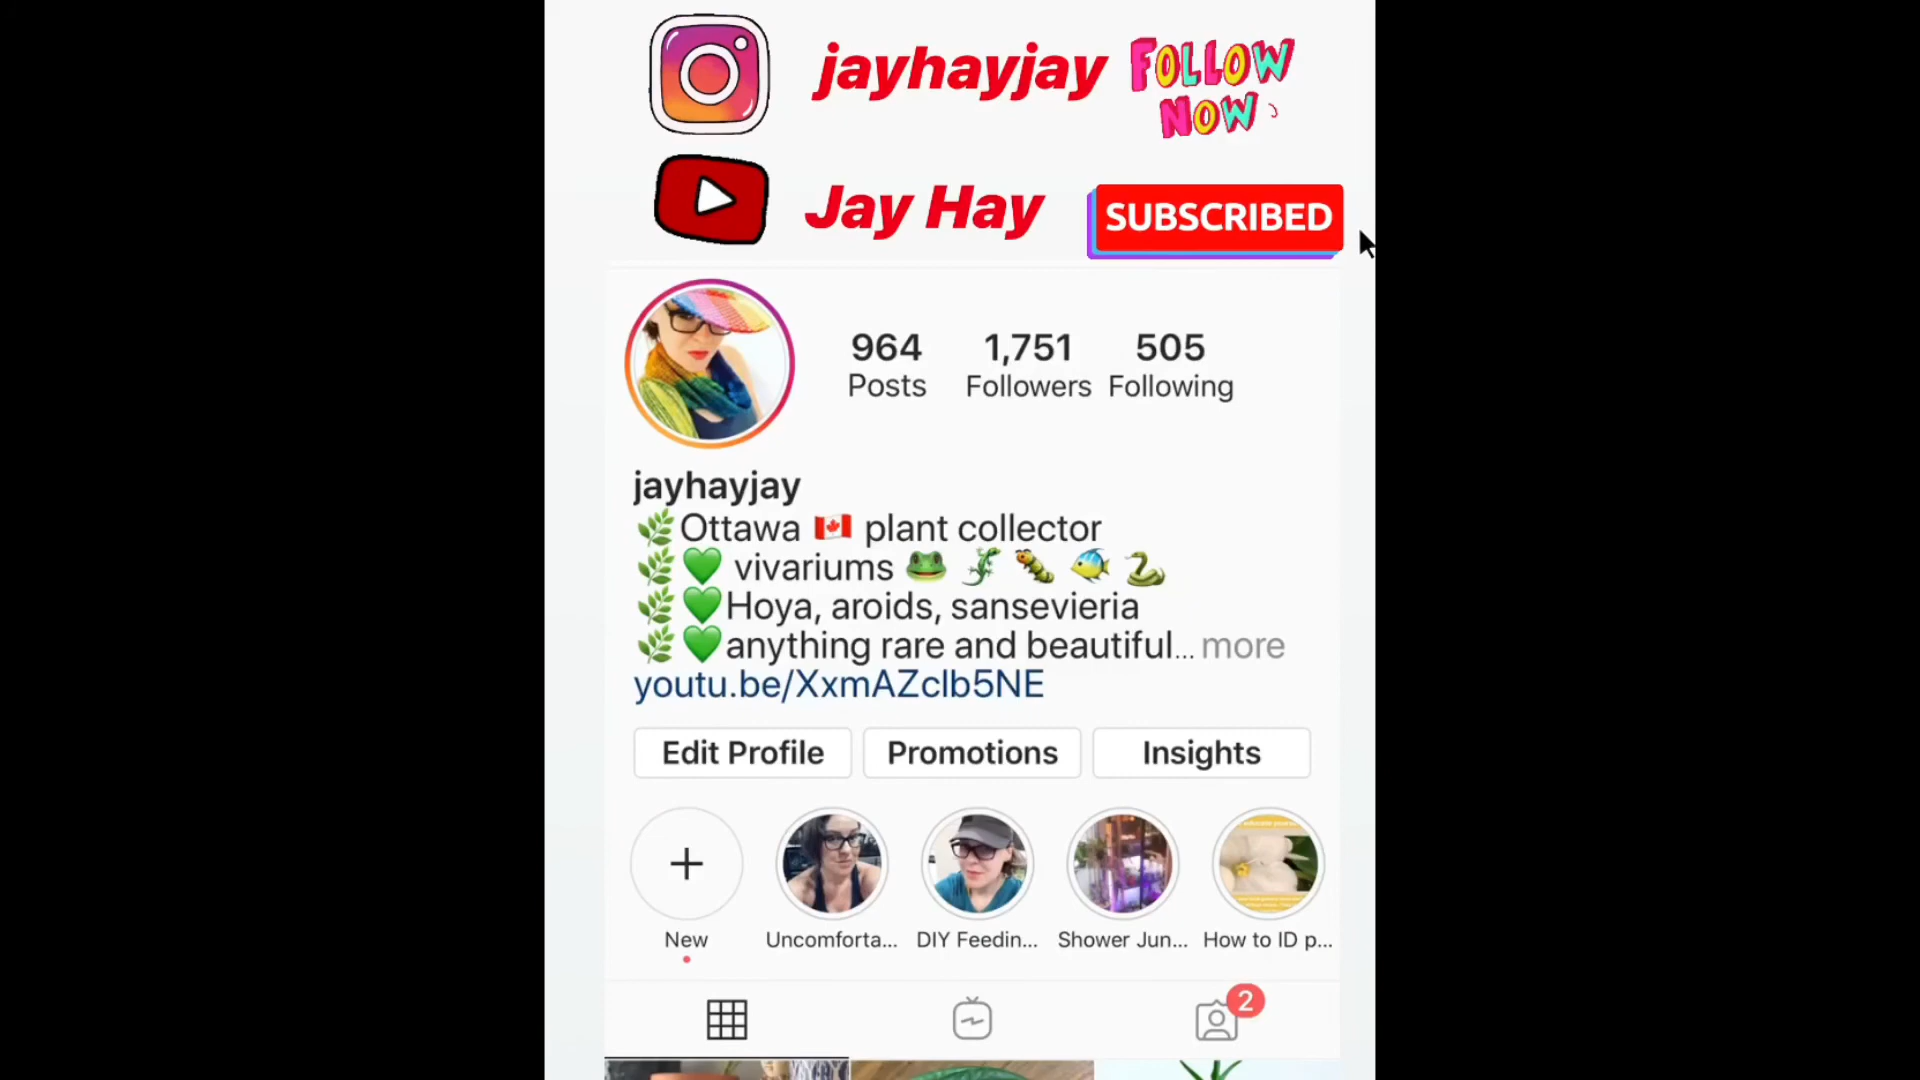 jayhayjay FOLLOW NOW
Jay Hay SUBSCRIBED
964 1,751 505
Posts Followers Following
jayhayjay
🌿Ottawa 🇨🇦 plant collector
🌿💚 vivariums 🐸 🦎 🐛 🐠 🐍
🌿💚Hoya, aroids, sansevieria
🌿💚anything rare and beautiful... more
youtu.be/XxmAZclb5NE
Edit Profile Promotions Insights
New Uncomforta... DIY Feedin... Shower Jun... How to ID p...
2